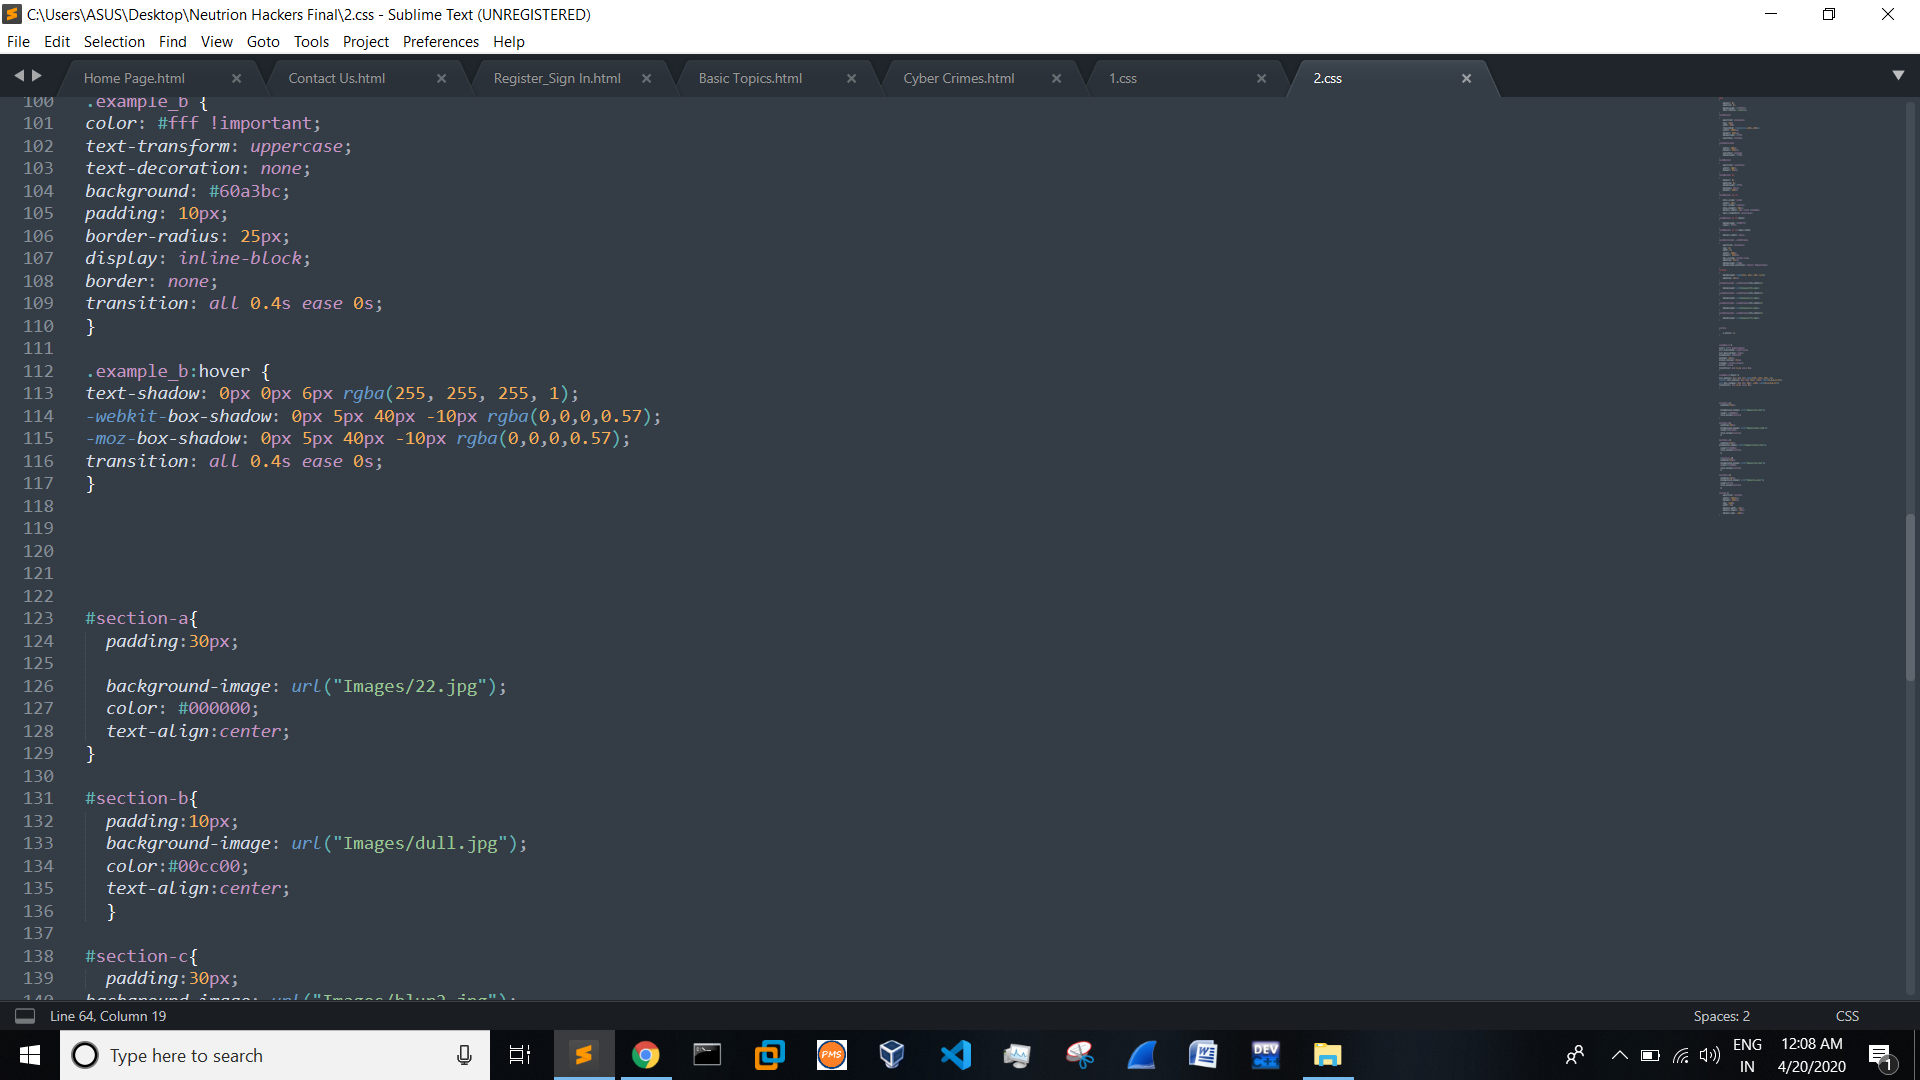 C:\Users\ASUS\Desktop\Neutrion Hackers Final\2.css - Sublime Text (UNREGISTERED)
File Edit Selection Find View Goto Tools Project Preferences Help
Home Page.html Contact Us.html Register_Sign In.html Basic Topics.html Cyber Crimes.html 1.css 2.css
100 .example_b {
101 color: #fff !important;
102 text-transform: uppercase;
103 text-decoration: none;
104 background: #60a3bc;
105 padding: 10px;
106 border-radius: 25px;
107 display: inline-block;
108 border: none;
109 transition: all 0.4s ease 0s;
110 }
111
112 .example_b:hover {
113 text-shadow: 0px 0px 6px rgba(255, 255, 255, 1);
114 -webkit-box-shadow: 0px 5px 40px -10px rgba(0,0,0,0.57);
115 -moz-box-shadow: 0px 5px 40px -10px rgba(0,0,0,0.57);
116 transition: all 0.4s ease 0s;
117 }
118
119
120
121
122
123 #section-a{
124 padding:30px;
125
126 background-image: url("Images/22.jpg");
127 color: #000000;
128 text-align:center;
129 }
130
131 #section-b{
132 padding:10px;
133 background-image: url("Images/dull.jpg");
134 color:#00cc00;
135 text-align:center;
136 }
137
138 #section-c{
139 padding:30px;
140 background-image: url("Images/blur2.jpg");
Line 64, Column 19 Spaces: 2 CSS
Type here to search
PMS
DEV
ENG
IN
12:08 AM
4/20/2020
1